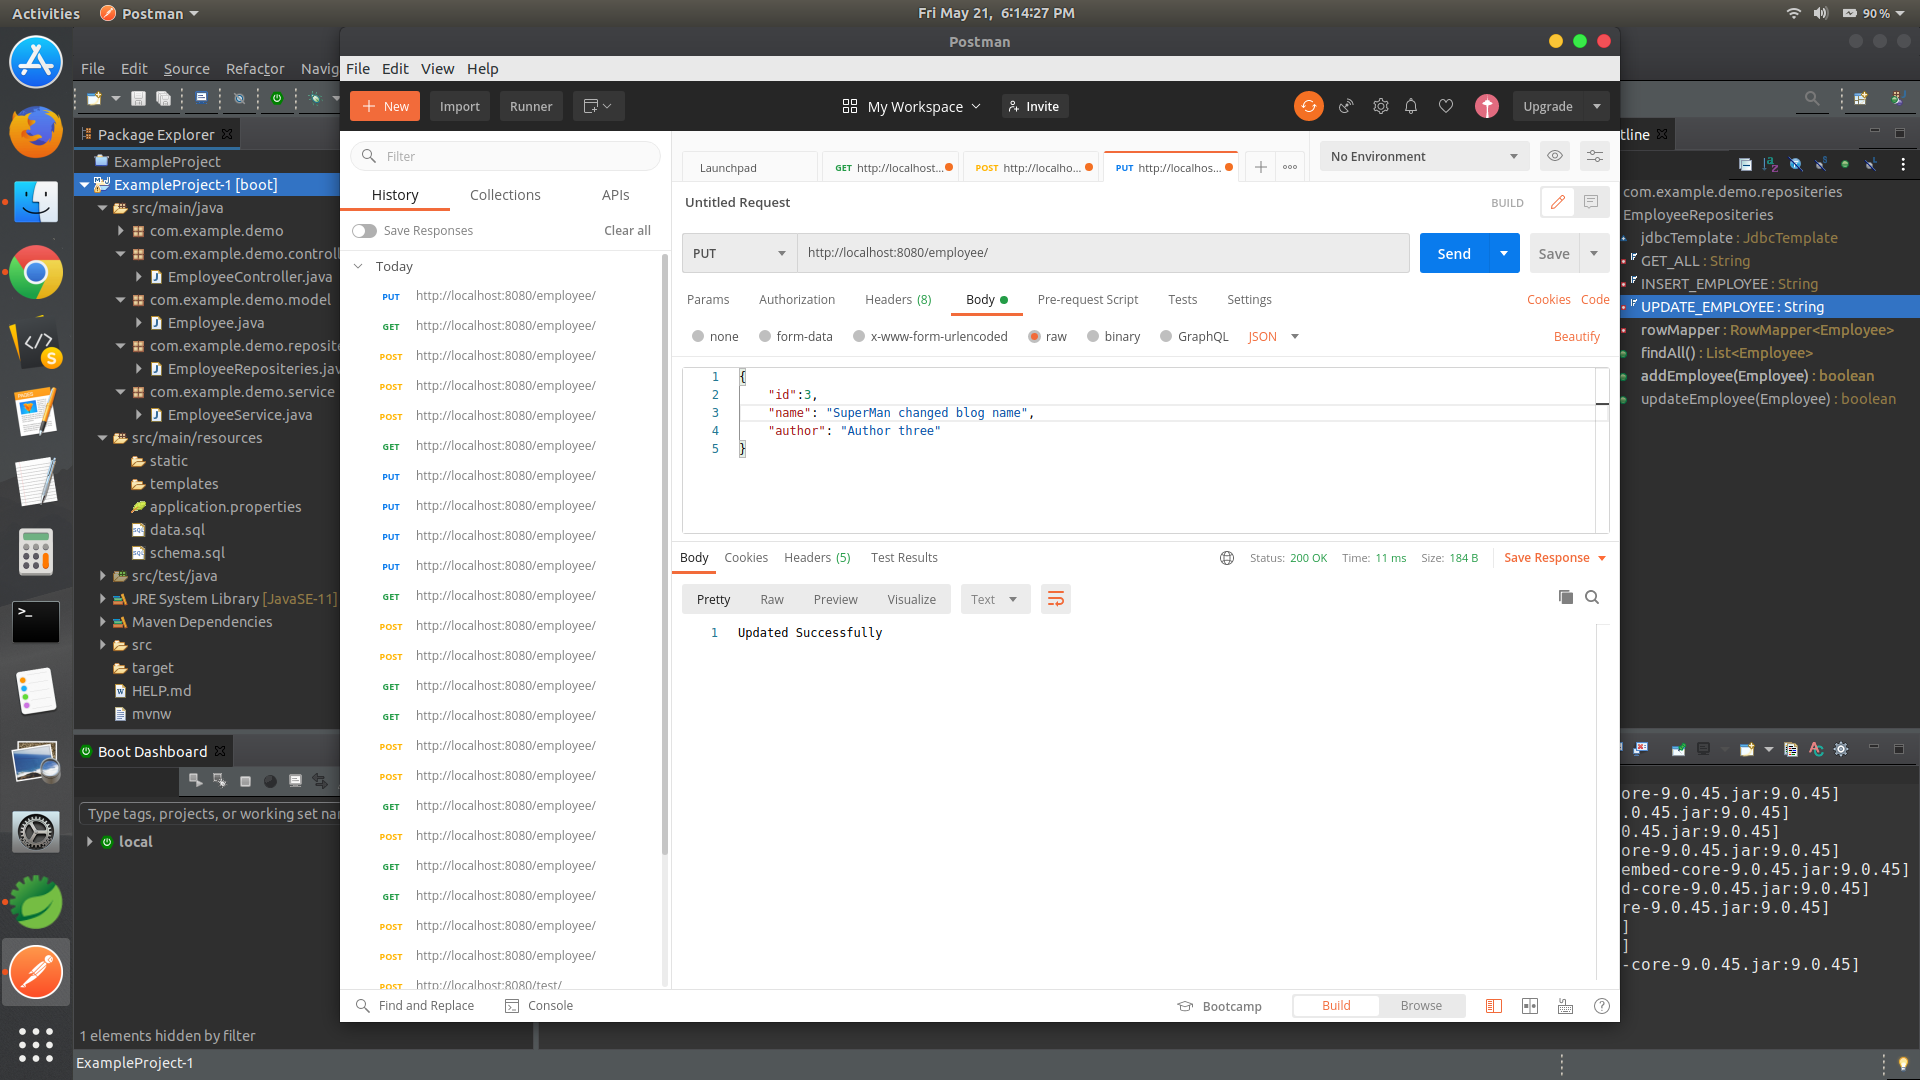 Activities
Postman
Fri May 21, 6:14:27 PM
90 %
Postman
File Edit Source Refactor Navig
File Edit View Help
New
Import
Runner
My Workspace
Invite
Upgrade
Package Explorer
ExampleProject
ExampleProject-1 [boot]
src/main/java
com.example.demo
com.example.demo.controll
EmployeeController.java
com.example.demo.model
Employee.java
com.example.demo.reposite
EmployeeRepositeries.jav
com.example.demo.service
EmployeeService.java
src/main/resources
static
templates
application.properties
data.sql
schema.sql
src/test/java
JRE System Library [JavaSE-11]
Maven Dependencies
src
target
HELP.md
mvnw
Boot Dashboard
Type tags, projects, or working set nam
local
1 elements hidden by filter
ExampleProject-1
Filter
History Collections APIs
Save Responses
Clear all
Today
PUT http://localhost:8080/employee/
GET http://localhost:8080/employee/
POST http://localhost:8080/employee/
POST http://localhost:8080/employee/
POST http://localhost:8080/employee/
GET http://localhost:8080/employee/
PUT http://localhost:8080/employee/
PUT http://localhost:8080/employee/
PUT http://localhost:8080/employee/
PUT http://localhost:8080/employee/
GET http://localhost:8080/employee/
POST http://localhost:8080/employee/
POST http://localhost:8080/employee/
GET http://localhost:8080/employee/
GET http://localhost:8080/employee/
POST http://localhost:8080/employee/
POST http://localhost:8080/employee/
GET http://localhost:8080/employee/
POST http://localhost:8080/employee/
GET http://localhost:8080/employee/
GET http://localhost:8080/employee/
POST http://localhost:8080/employee/
POST http://localhost:8080/employee/
POST http://localhost:8080/test/
Launchpad
GET http://localhost...
POST http://localho...
PUT http://localhos...
No Environment
Untitled Request
BUILD
PUT
http://localhost:8080/employee/
Send
Save
Params Authorization Headers (8) Body Pre-request Script Tests Settings Cookies Code
none form-data x-www-form-urlencoded raw binary GraphQL JSON Beautify
1 {
2 "id":3,
3 "name": "SuperMan changed blog name",
4 "author": "Author three"
5 }
Body Cookies Headers (5) Test Results
Status: 200 OK Time: 11 ms Size: 184 B Save Response
Pretty Raw Preview Visualize Text
1 Updated Successfully
Find and Replace
Console
Bootcamp
Build
Browse
tline
com.example.demo.repositeries
EmployeeRepositeries
jdbcTemplate : JdbcTemplate
GET_ALL : String
INSERT_EMPLOYEE : String
UPDATE_EMPLOYEE : String
rowMapper : RowMapper<Employee>
findAll() : List<Employee>
addEmployee(Employee) : boolean
updateEmployee(Employee) : boolean
ore-9.0.45.jar:9.0.45]
.0.45.jar:9.0.45]
0.45.jar:9.0.45]
ore-9.0.45.jar:9.0.45]
embed-core-9.0.45.jar:9.0.45]
d-core-9.0.45.jar:9.0.45]
re-9.0.45.jar:9.0.45]
]
]
-core-9.0.45.jar:9.0.45]